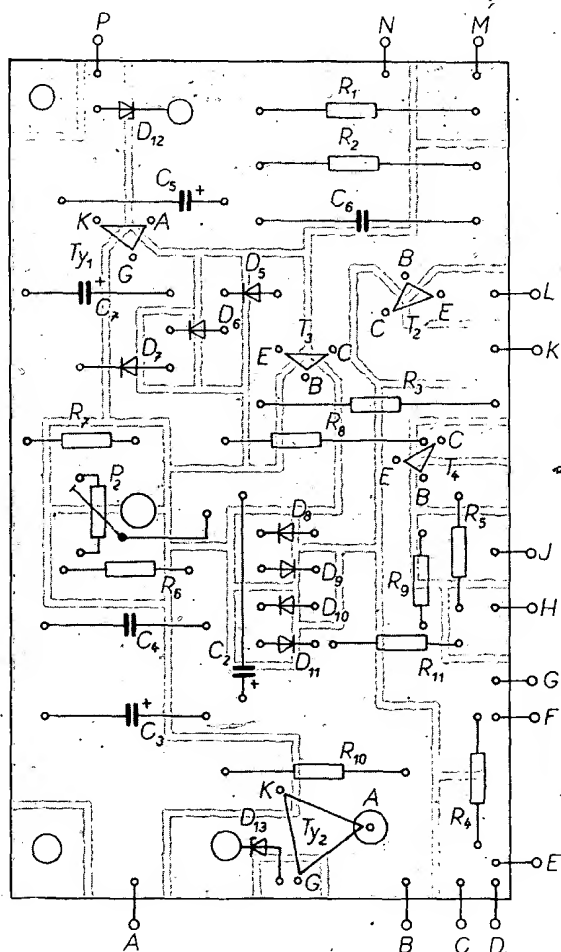 P N M
R1
D12
R2
C5 +
C6
K A
Ty1
G
B
D5
E
L
C7 +
D6
C T2
T3
E C
K
D7
B
R3
R7
R8
C
E T4
P2
B
R5
D8
J
D9
R9
R6
D10
H
C4
C2
D11
R11
+
G
+
F
C3
R10
K A
R4
D13
Ty2
E
G
A B C D